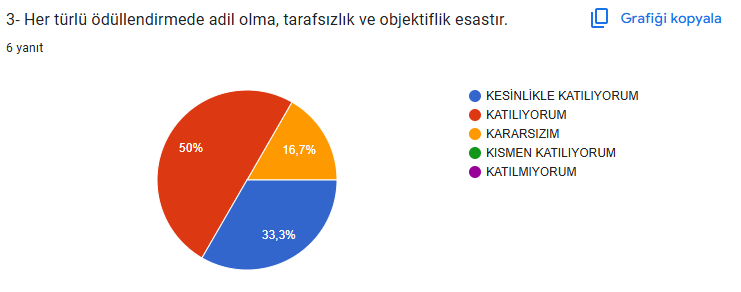 3- Her türlü ödüllendirmede adil olma, tarafsızlık ve objektiflik esastır.
Grafiği kopyala
6 yanıt
50%
16,7%
33,3%
KESİNLİKLE KATILIYORUM
KATILIYORUM
KARARSIZIM
KISMEN KATILIYORUM
KATILMIYORUM